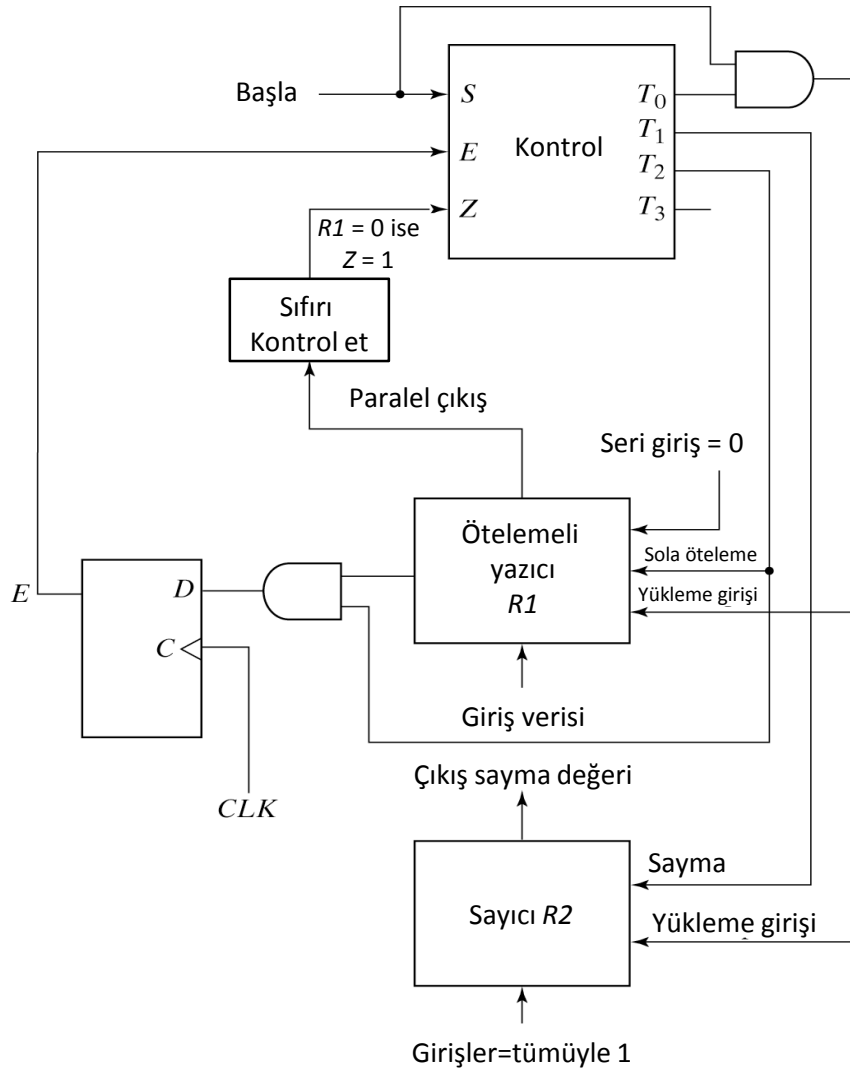 Başla
S
T0
T1
E
Kontrol
T2
Z
T3
R1 = 0 ise
Z = 1
Sıfırı
Kontrol et
Paralel çıkış
Seri giriş = 0
Ötelemeli
yazıcı
R1
Sola öteleme
Yükleme girişi
E
D
C
Giriş verisi
CLK
Çıkış sayma değeri
Sayma
Sayıcı R2
Yükleme girişi
Girişler=tümüyle 1